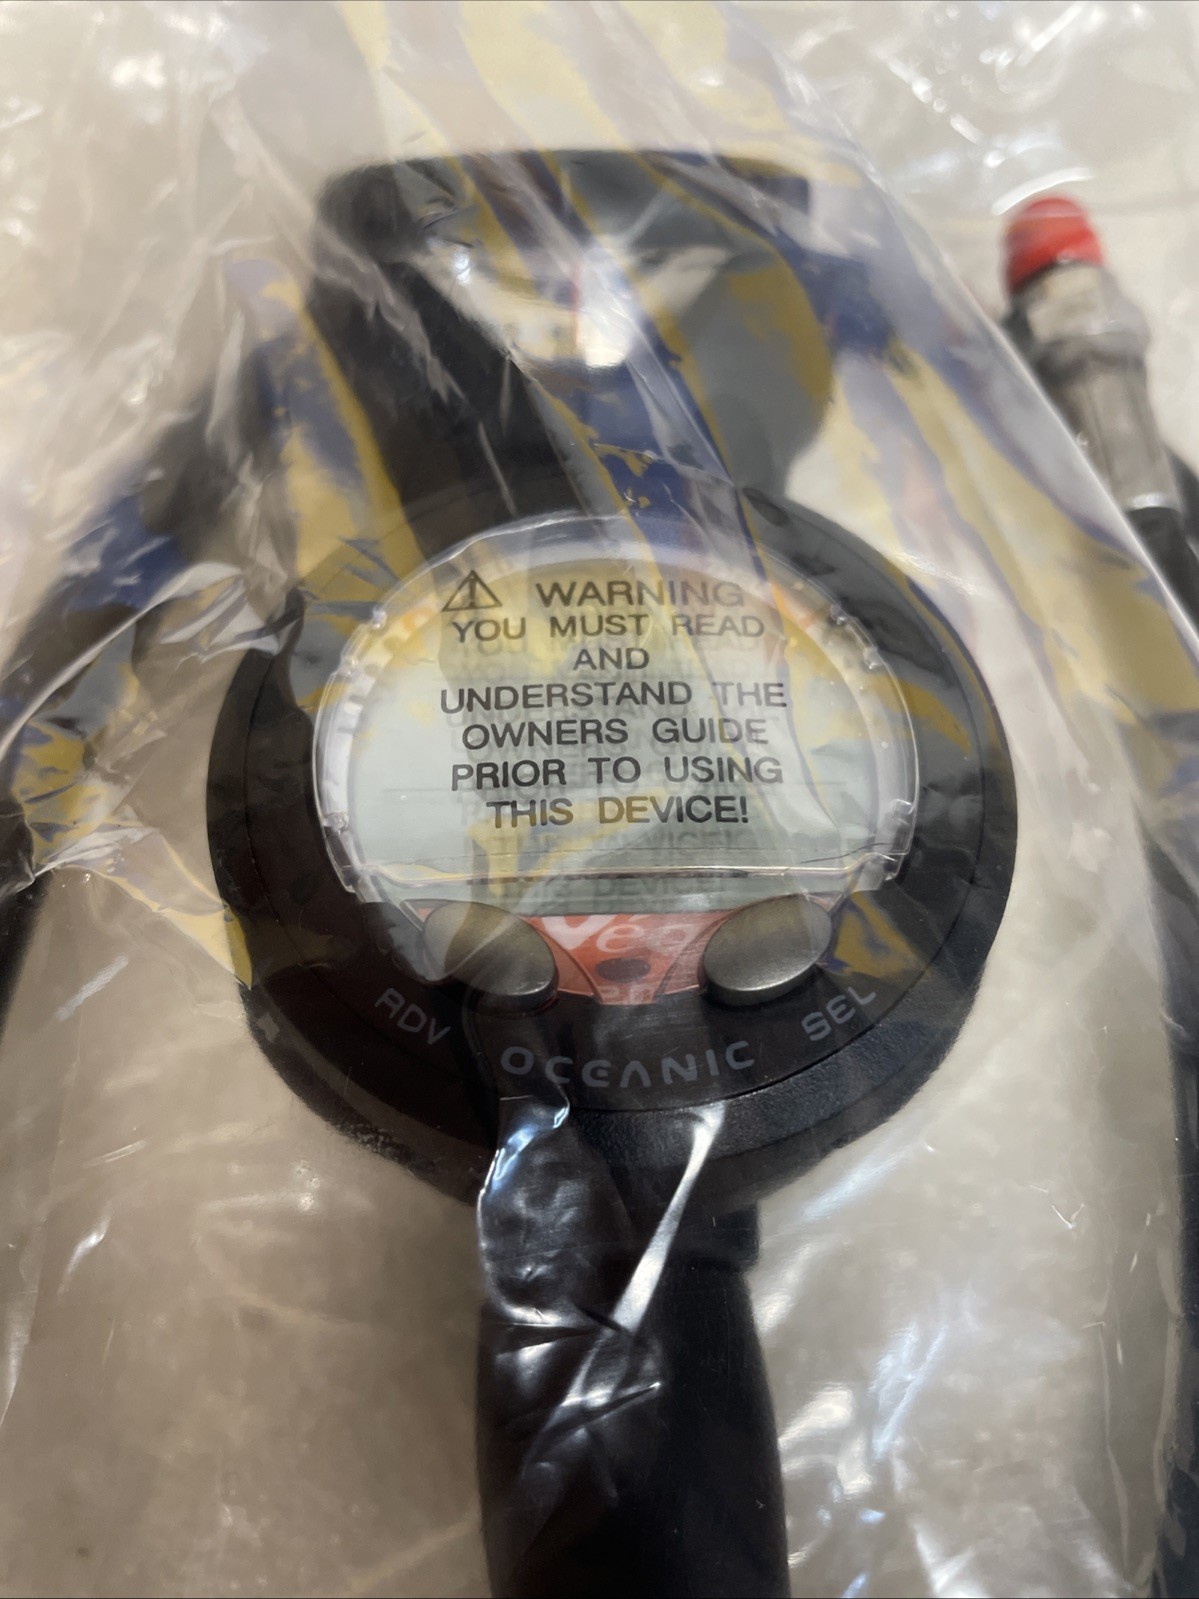 ⚠ WARNING
YOU MUST READ
AND
UNDERSTAND THE
OWNERS GUIDE
PRIOR TO USING
THIS DEVICE!
ADV OCEANIC SEL